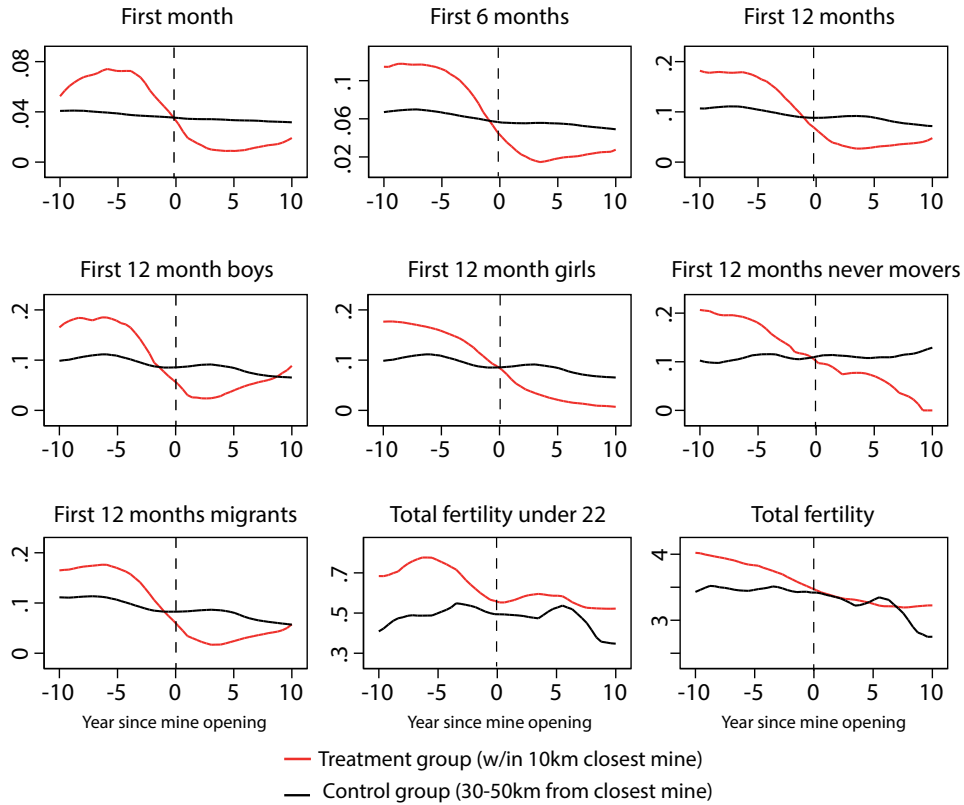 First month
First 6 months
First 12 months
.08
.04
0
-10 -5 0 5 10
.1
.06
.02
-10 -5 0 5 10
.2
.1
0
-10 -5 0 5 10
First 12 month boys
First 12 month girls
First 12 months never movers
.2
.1
0
-10 -5 0 5 10
.2
.1
0
-10 -5 0 5 10
.2
.1
0
-10 -5 0 5 10
First 12 months migrants
Total fertility under 22
Total fertility
.2
.1
0
-10 -5 0 5 10
Year since mine opening
.7
.5
.3
-10 -5 0 5 10
Year since mine opening
4
3
-10 -5 0 5 10
Year since mine opening
Treatment group (w/in 10km closest mine)
Control group (30-50km from closest mine)